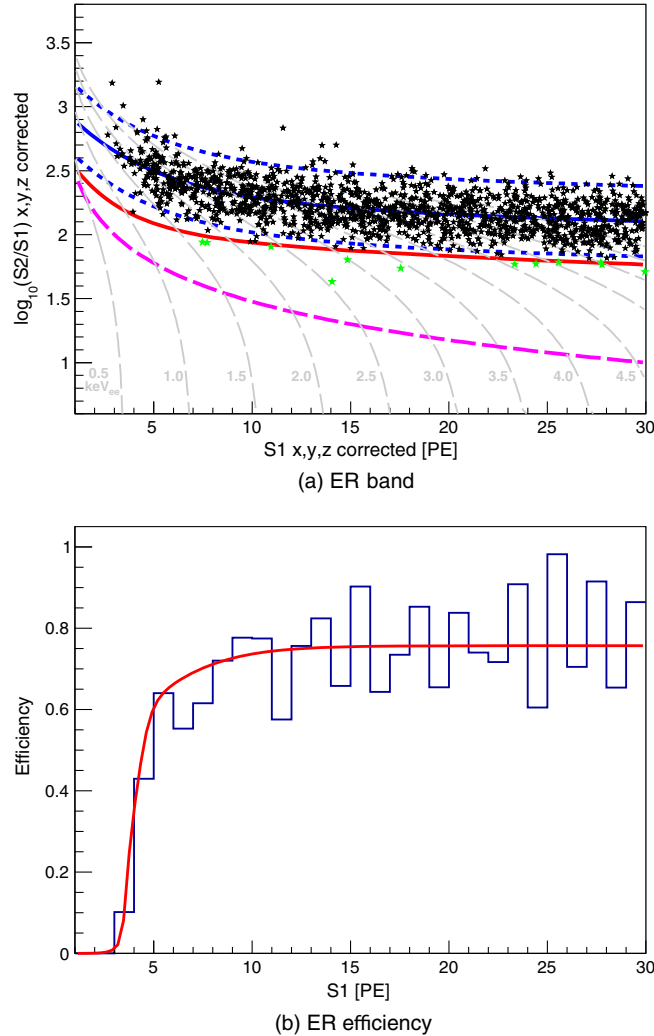 3.5
3
2.5
2
1.5
1
log10(S2/S1) x,y,z corrected
0.5
keVee
1.0
1.5
2.0
2.5
3.0
3.5
4.0
4.5
5 10 15 20 25 30
S1 x,y,z corrected [PE]
(a) ER band
1
0.8
0.6
0.4
0.2
0
Efficiency
5 10 15 20 25 30
S1 [PE]
(b) ER efficiency